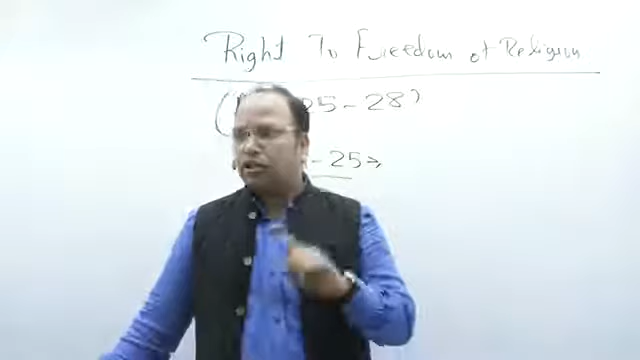 Right To Freedom of Religion
( 25 - 28)
- 25 →